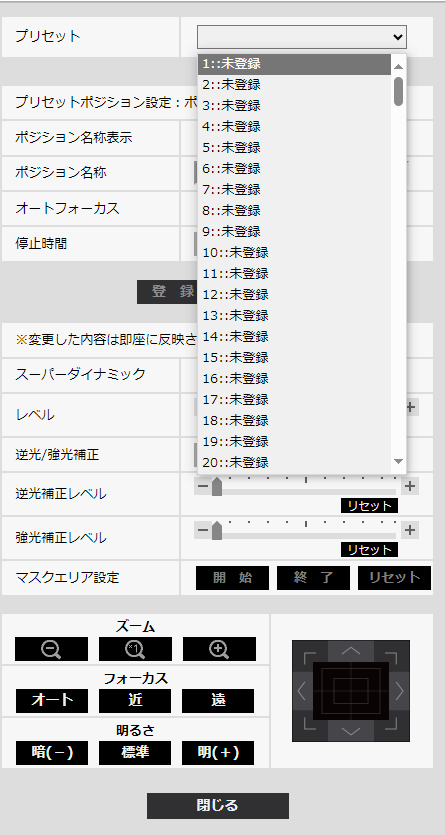 プリセット
1::未登録
2::未登録
3::未登録
4::未登録
5::未登録
6::未登録
7::未登録
8::未登録
9::未登録
10::未登録
11::未登録
12::未登録
13::未登録
14::未登録
15::未登録
16::未登録
17::未登録
18::未登録
19::未登録
20::未登録
プリセットポジション設定：ポ
ポジション名称表示
ポジション名称
オートフォーカス
停止時間
登 録
※変更した内容は即座に反映さ
スーパーダイナミック
レベル
+
逆光/強光補正
逆光補正レベル
− +
リセット
強光補正レベル
− +
リセット
マスクエリア設定 開 始 終 了 リセット
ズーム
×1
フォーカス
オート 近 遠
明るさ
暗(−) 標準 明(+)
閉じる